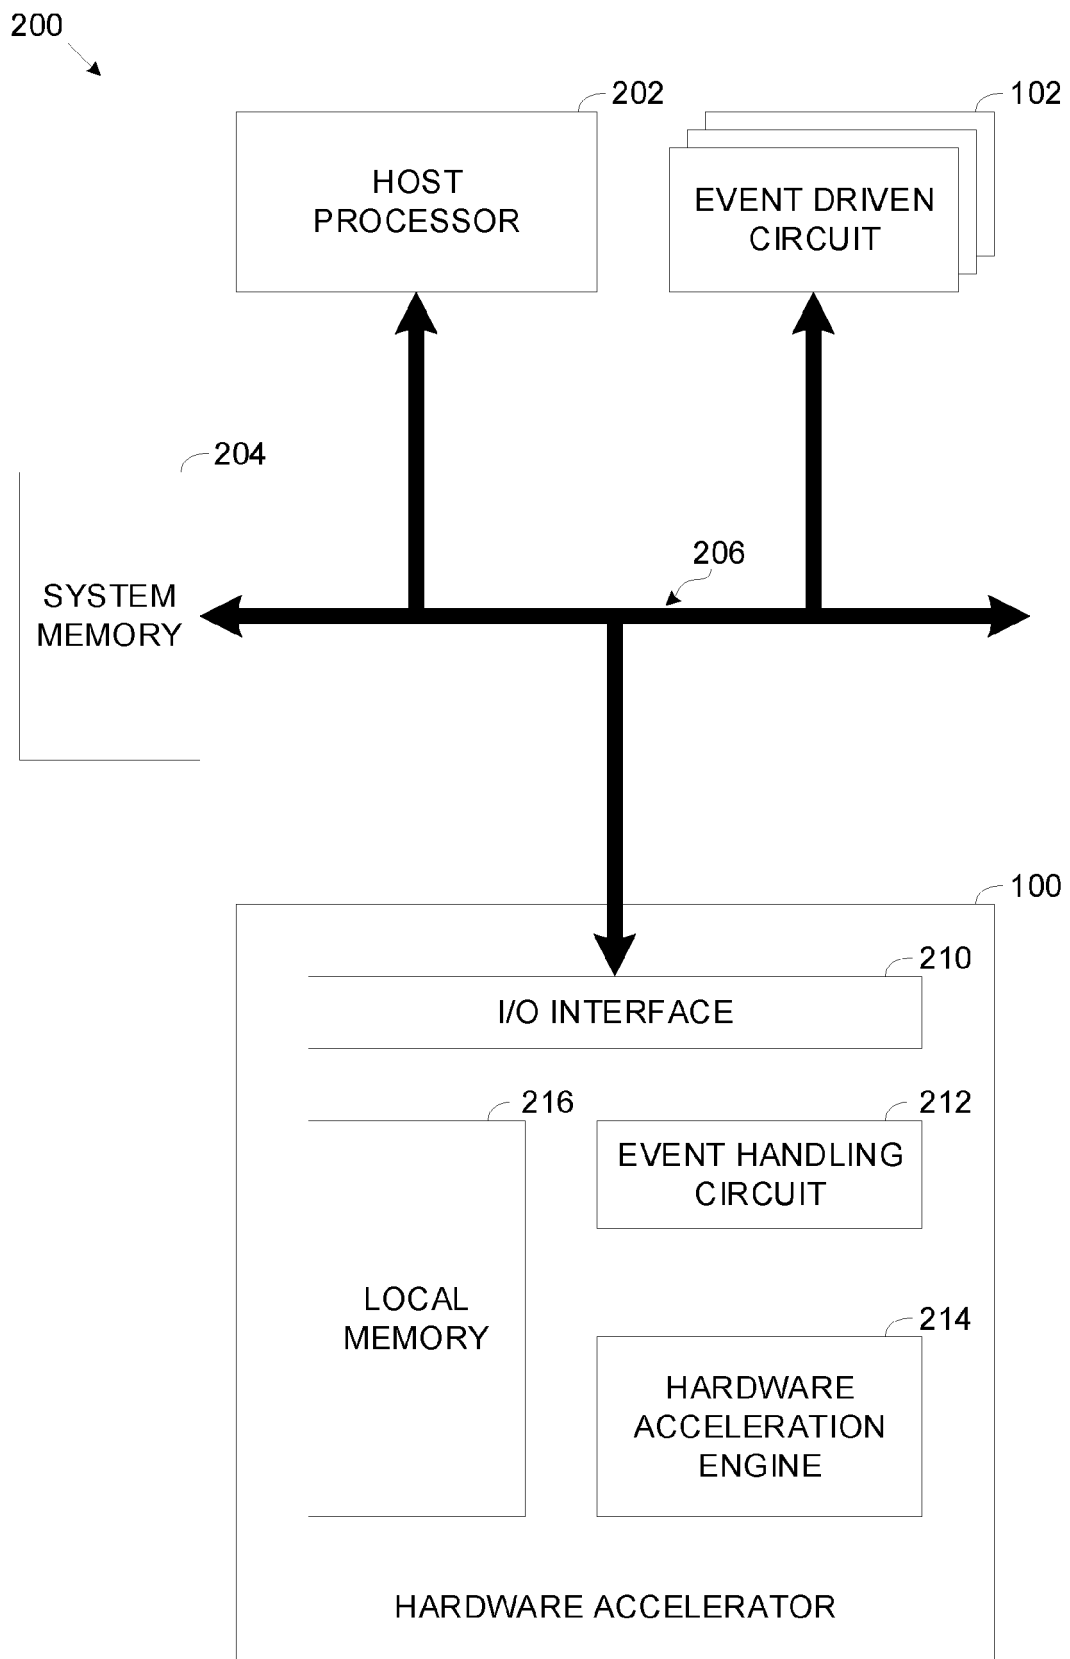 200
202
102
HOST
PROCESSOR
EVENT DRIVEN
CIRCUIT
204
206
SYSTEM
MEMORY
100
210
I/O INTERFACE
216
212
EVENT HANDLING
CIRCUIT
LOCAL
MEMORY
214
HARDWARE
ACCELERATION
ENGINE
HARDWARE ACCELERATOR